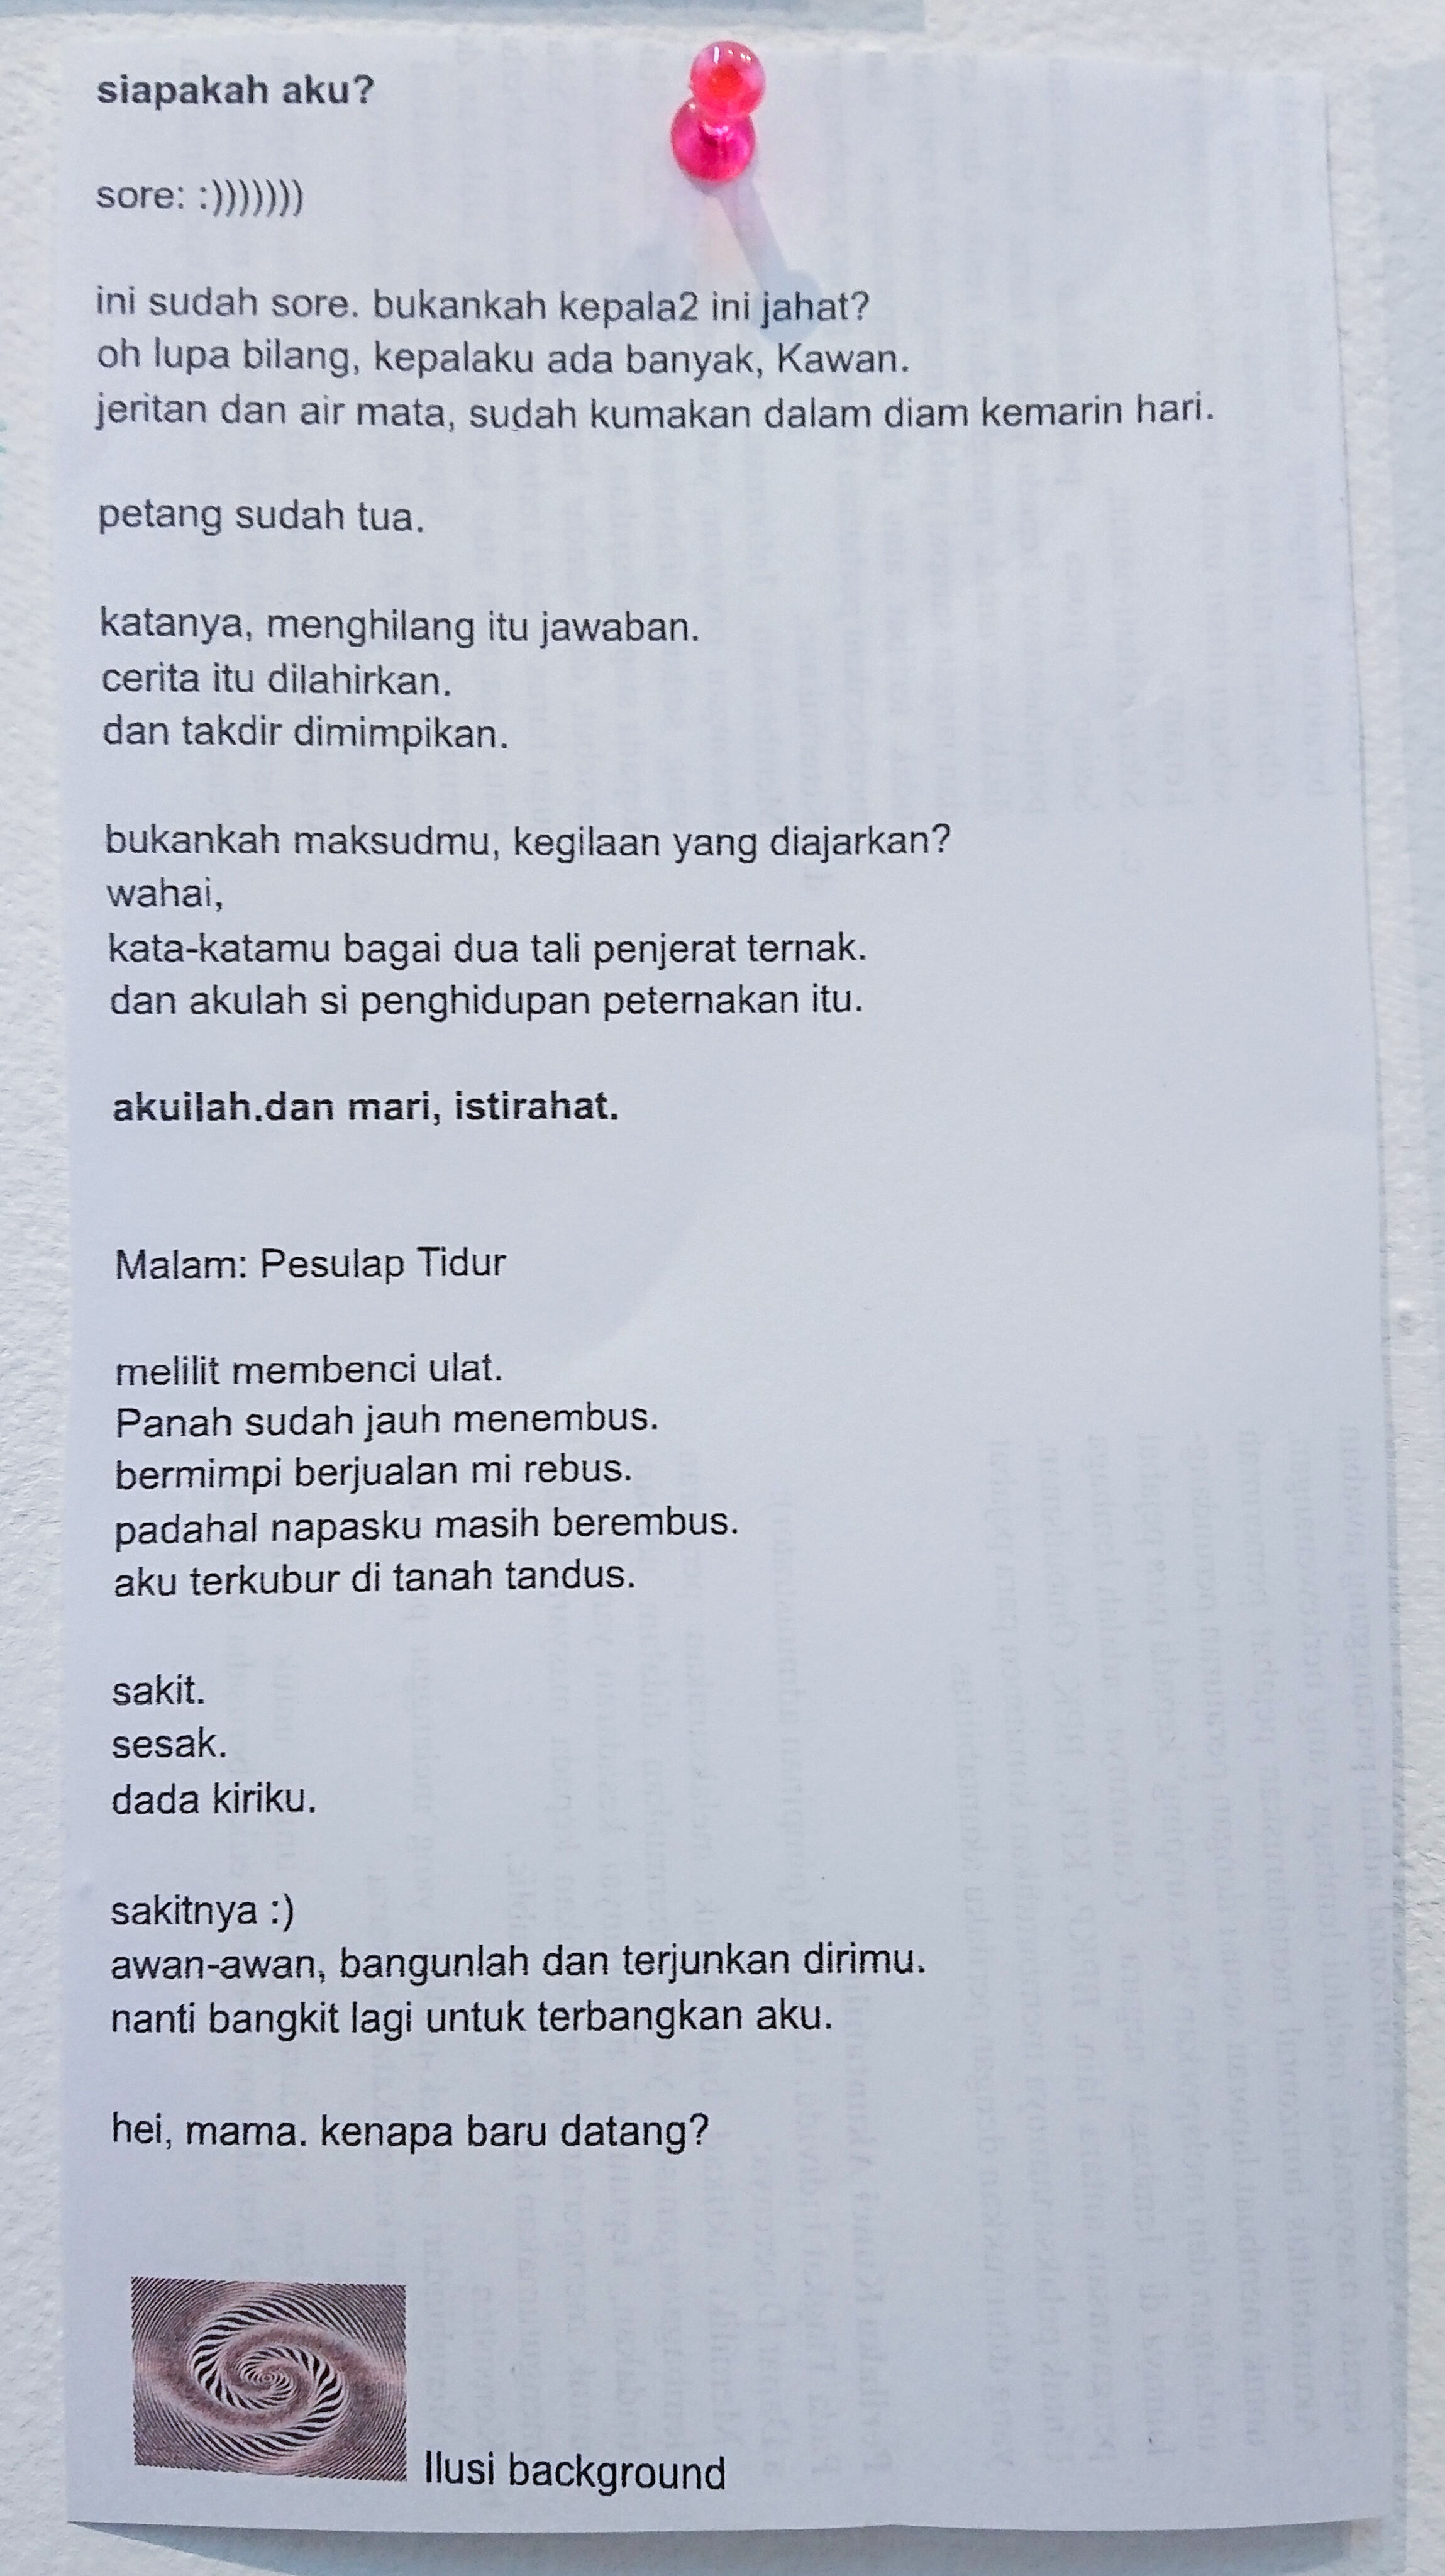 siapakah aku?
sore: :)))))))
ini sudah sore. bukankah kepala2 ini jahat?
oh lupa bilang, kepalaku ada banyak, Kawan.
jeritan dan air mata, sudah kumakan dalam diam kemarin hari.
petang sudah tua.
katanya, menghilang itu jawaban.
cerita itu dilahirkan.
dan takdir dimimpikan.
bukankah maksudmu, kegilaan yang diajarkan?
wahai,
kata-katamu bagai dua tali penjerat ternak.
dan akulah si penghidupan peternakan itu.
akuilah.dan mari, istirahat.
Malam: Pesulap Tidur
melilit membenci ulat.
Panah sudah jauh menembus.
bermimpi berjualan mi rebus.
padahal napasku masih berembus.
aku terkubur di tanah tandus.
sakit.
sesak.
dada kiriku.
sakitnya :)
awan-awan, bangunlah dan terjunkan dirimu.
nanti bangkit lagi untuk terbangkan aku.
hei, mama. kenapa baru datang?
Ilusi background